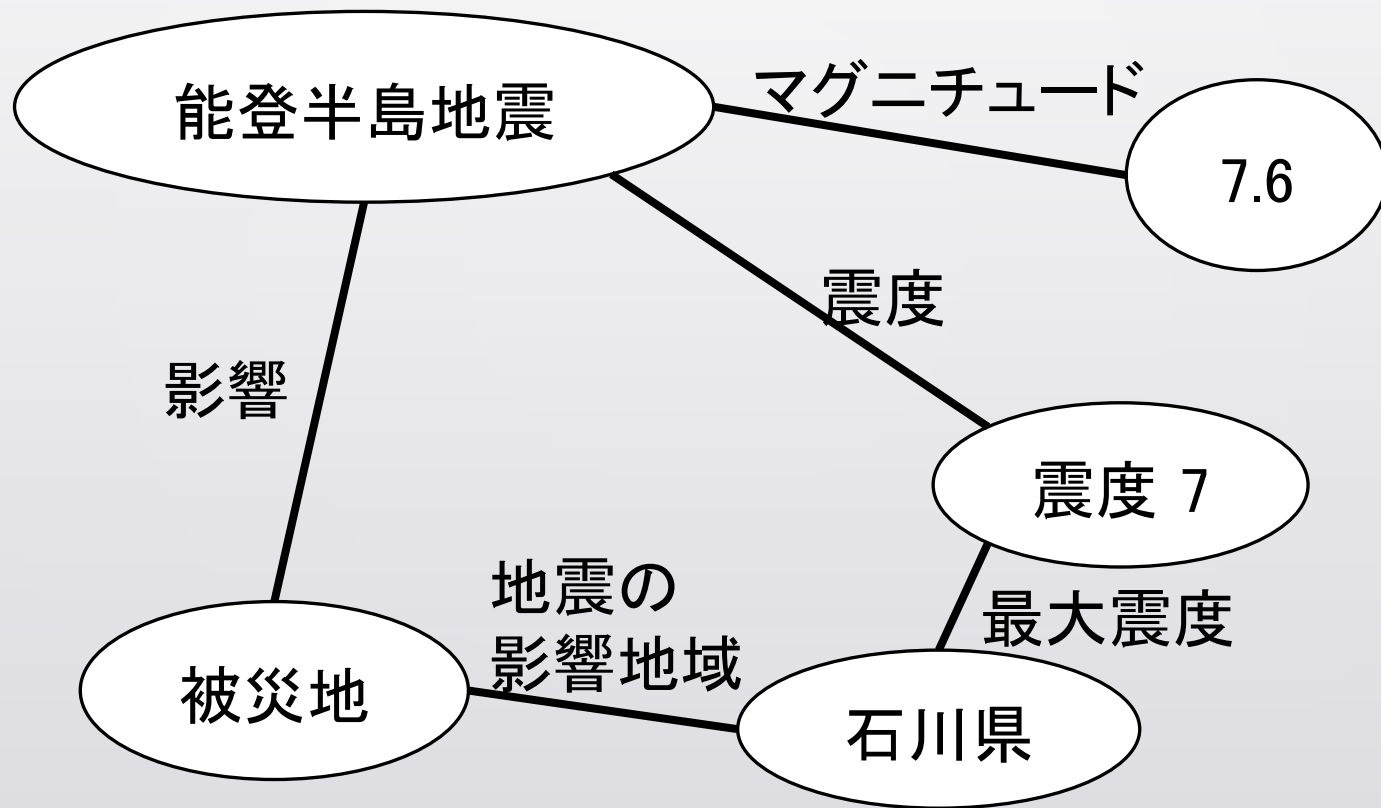 能登半島地震
マグニチュード
7.6
震度
影響
震度 7
地震の
影響地域
最大震度
被災地
石川県